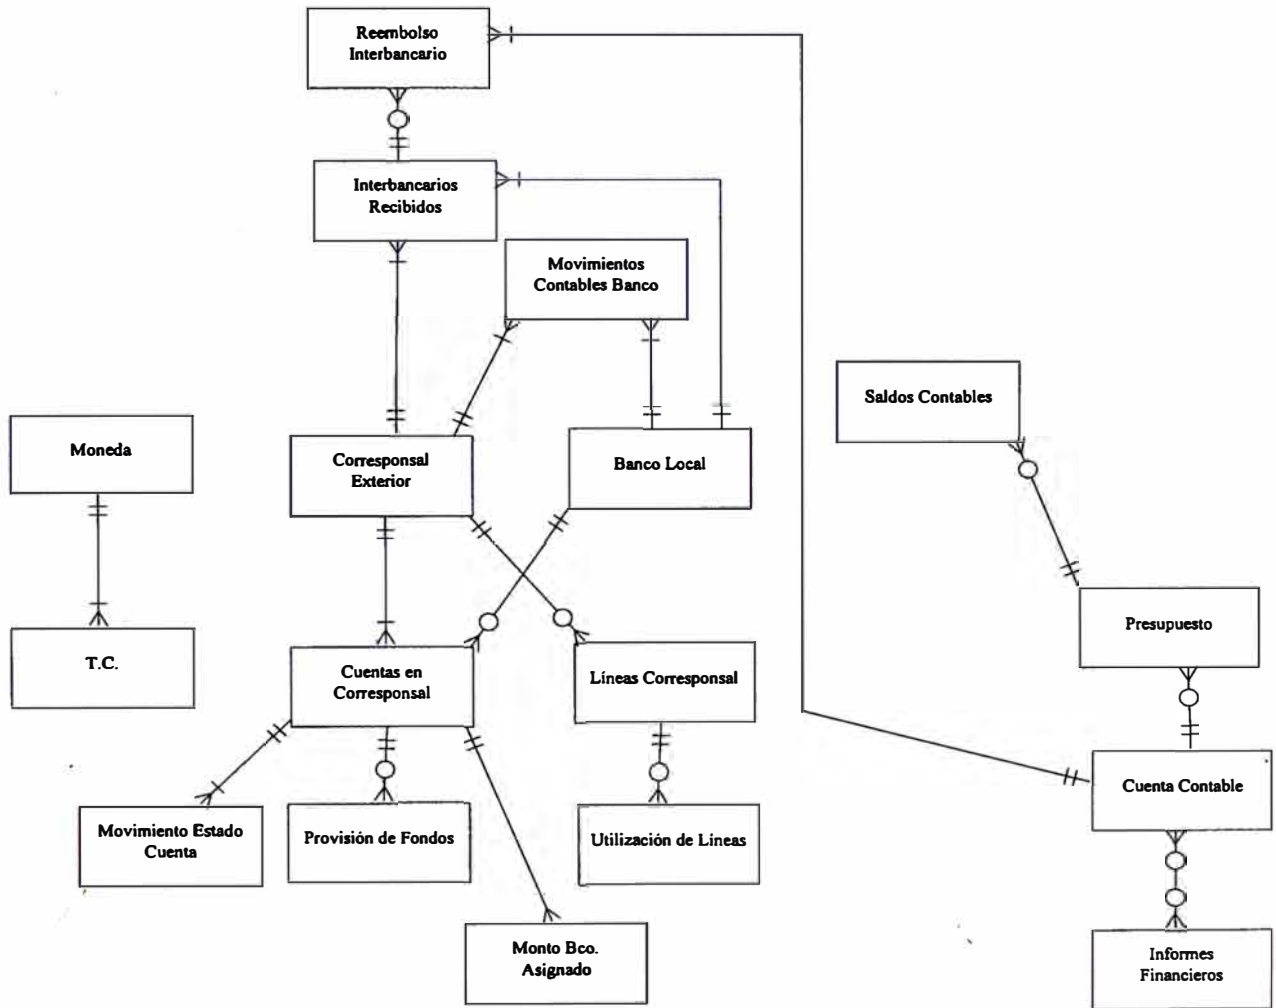 Reembolso
Interbancario
Interbancarios
Recibidos
Movimientos
Contables Banco
Saldos Contables
Moneda
Corresponsal
Exterior
Banco Local
T.C.
Cuentas en
Corresponsal
Líneas Corresponsal
Presupuesto
Cuenta Contable
Movimiento Estado
Cuenta
Provisión de Fondos
Utilización de Líneas
Monto Bco.
Asignado
Informes
Financieros